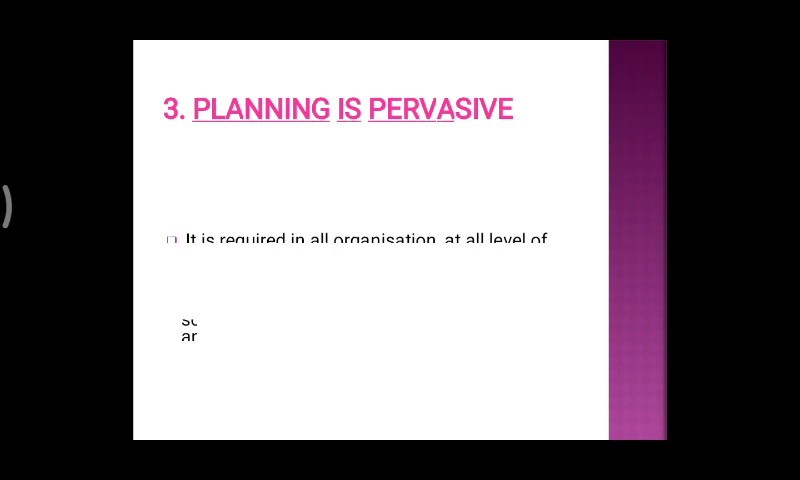 3. PLANNING IS PERVASIVE
It is required in all organisation, at all level of